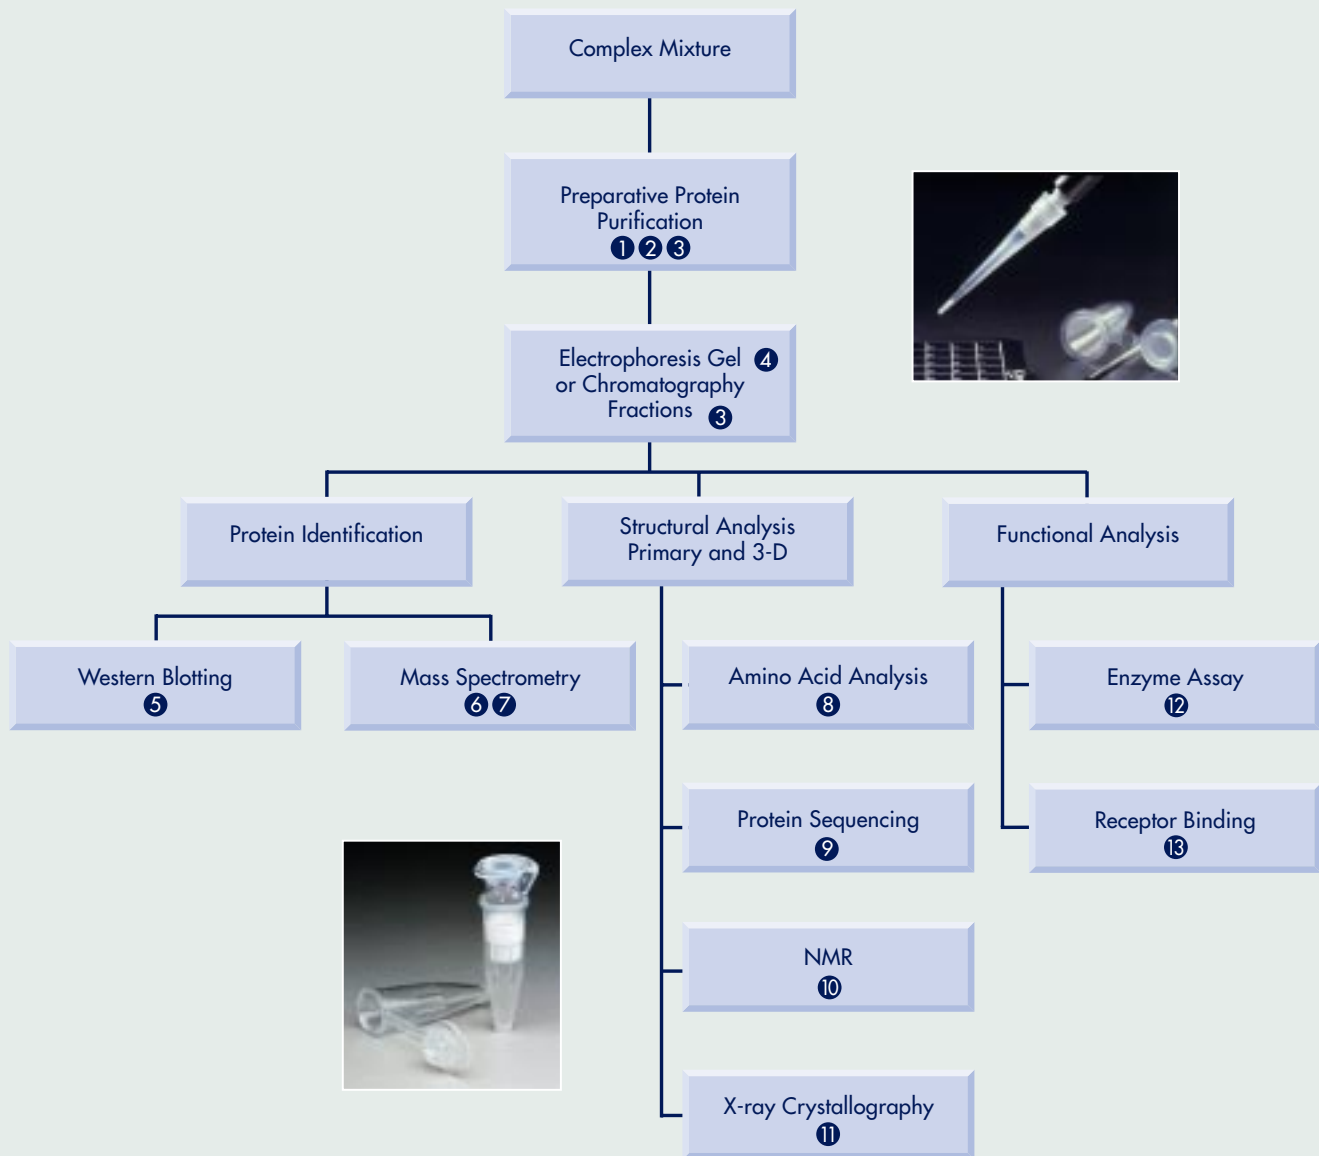 Complex Mixture
Preparative Protein
Purification
1 2 3
Electrophoresis Gel 4
or Chromatography
Fractions 3
Protein Identification
Structural Analysis
Primary and 3-D
Functional Analysis
Western Blotting
5
Mass Spectrometry
6 7
Amino Acid Analysis
8
Enzyme Assay
12
Protein Sequencing
9
Receptor Binding
13
NMR
10
X-ray Crystallography
11